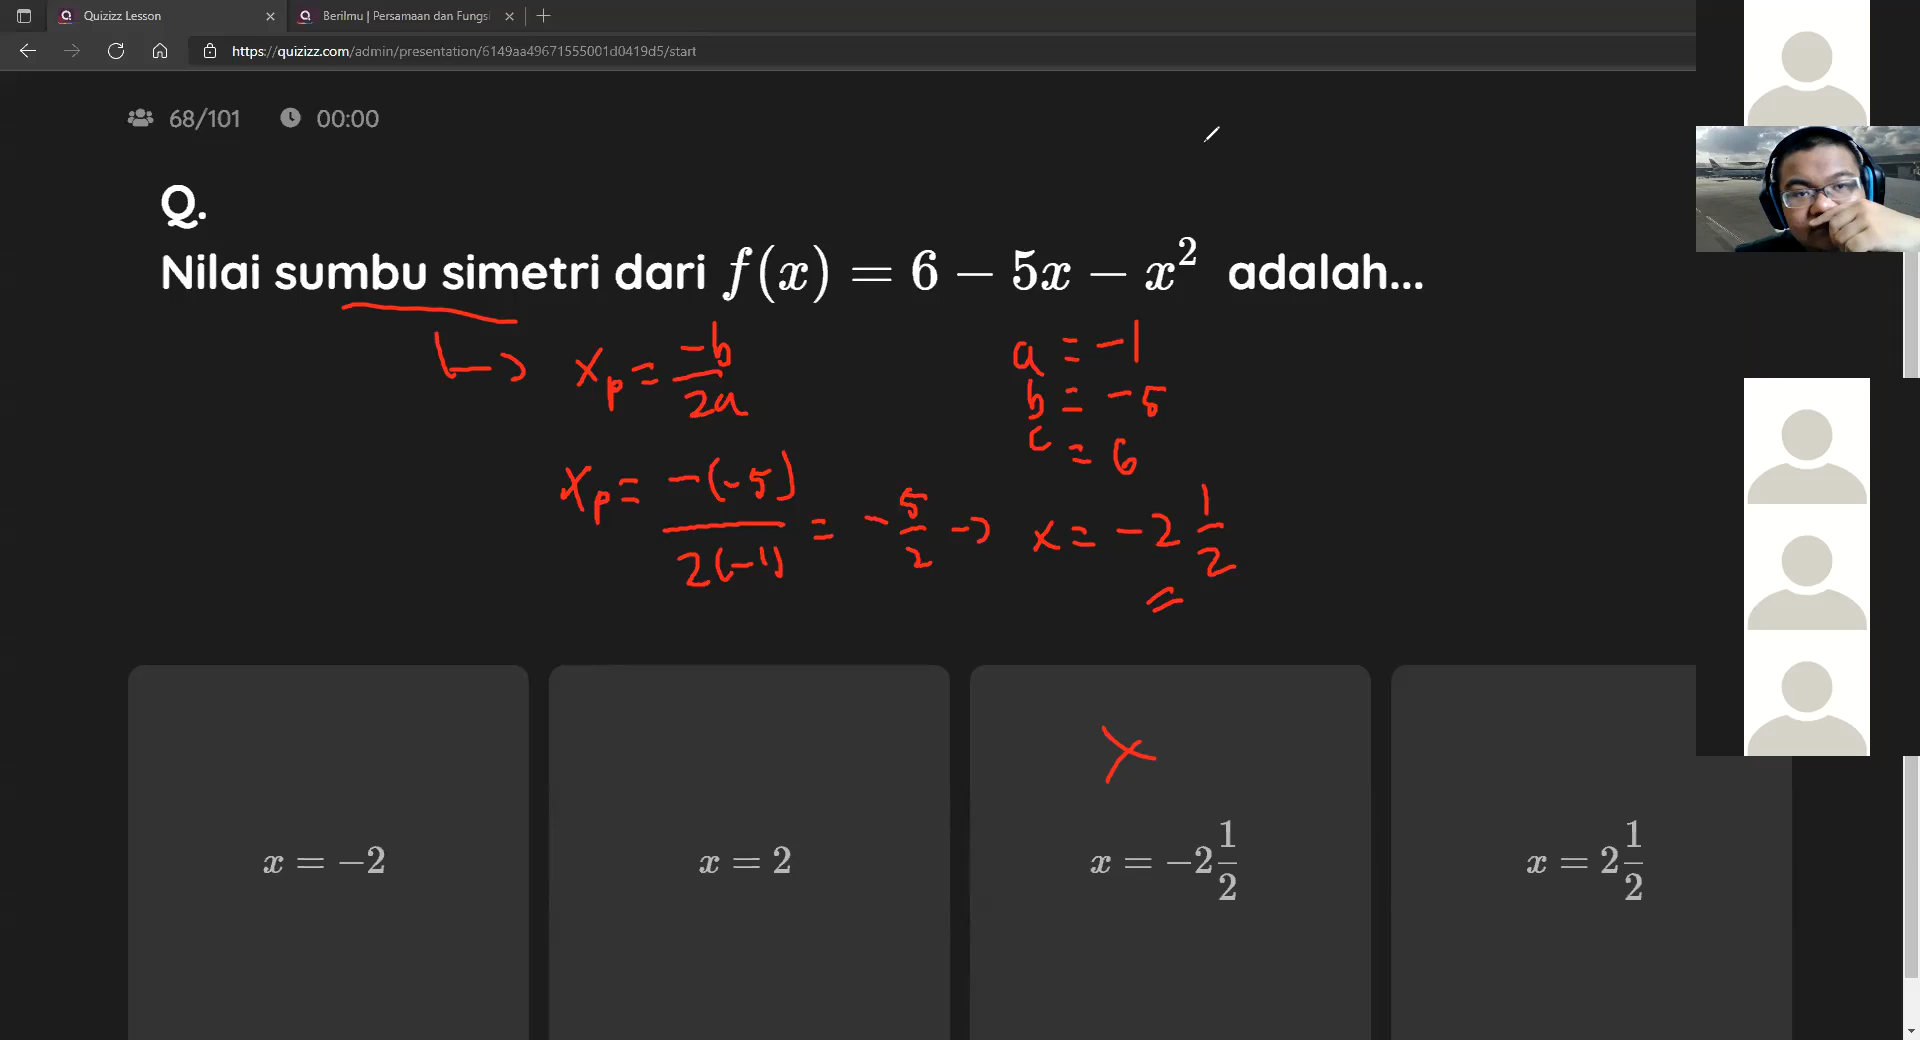 Quizizz Lesson
Berilmu | Persamaan dan Fungsi
https://quizizz.com/admin/presentation/6149aa49671555001d0419d5/start
68/101 00:00
Q.
Nilai sumbu simetri dari f(x) = 6 − 5x − x² adalah...
xp = -b/2a
a = -1
b = -5
c = 6
xp = -(-5)/2(-1) = -5/2 → x = -2 1/2
x = −2
x = 2
x = −2 1/2
x = 2 1/2